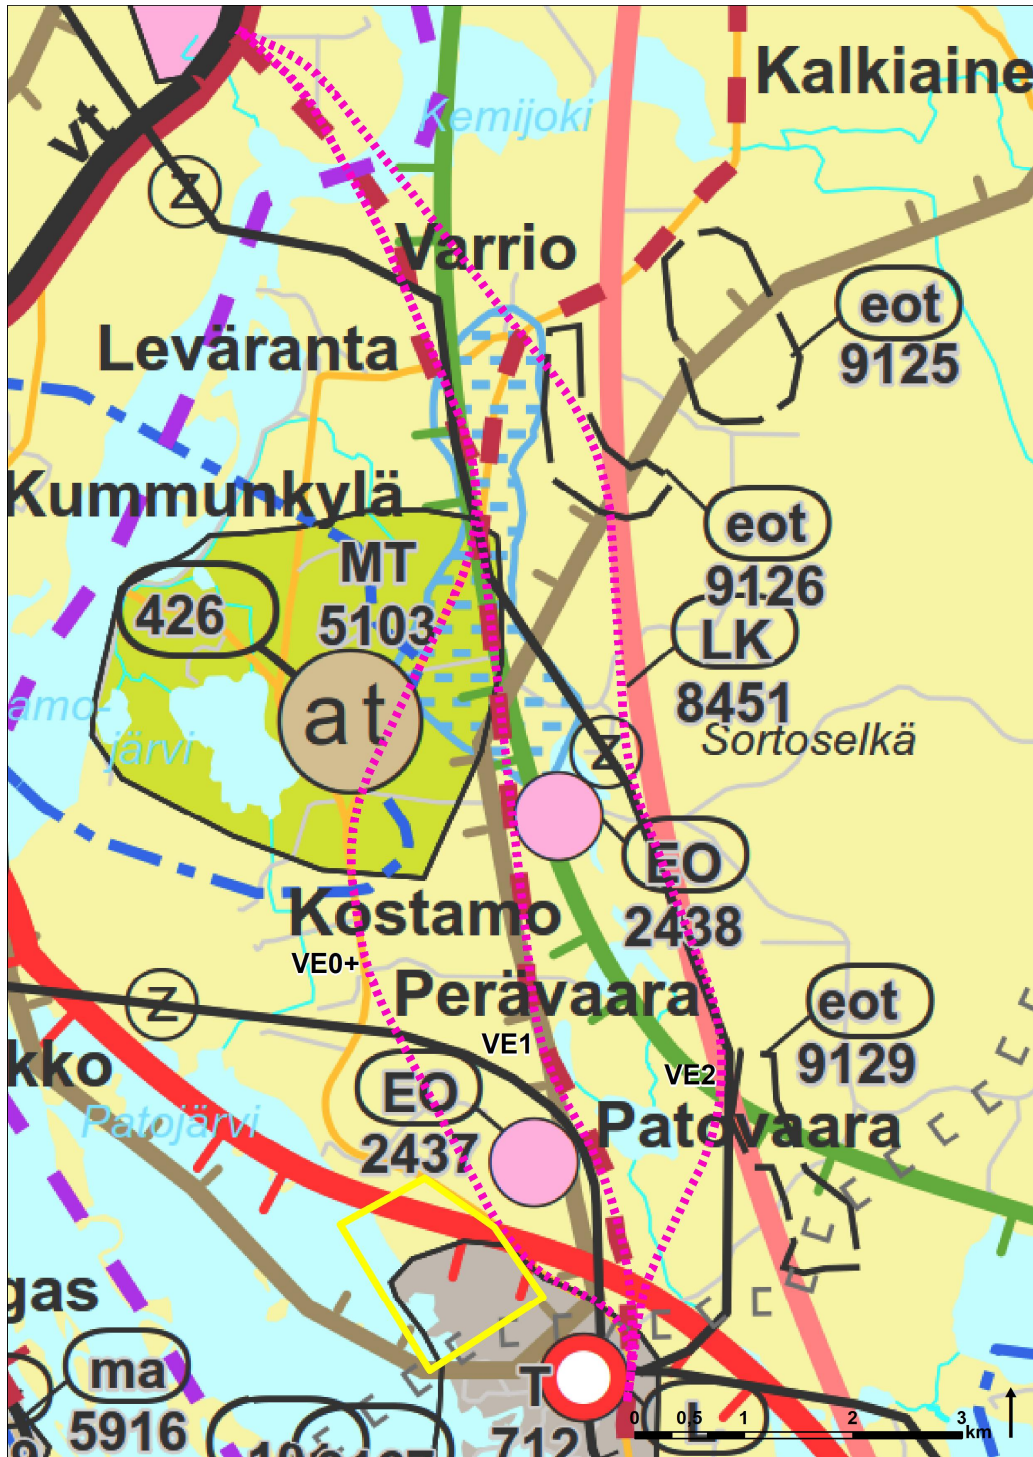 Kalkiaine
Kemijoki
vt
Z
Varrio
eot
9125
Leväranta
Kummunkylä
eot
9126
MT
5103
426
LK
8451
at
amo-
järvi
Sortoselkä
Z
EO
2438
Kostamo
VE0+
Perävaara
eot
9129
Z
VE1
VE2
kko
EO
2437
Patojärvi
Patovaara
gas
ma
5916
T
712
L
0 0,5 1 2 3
km